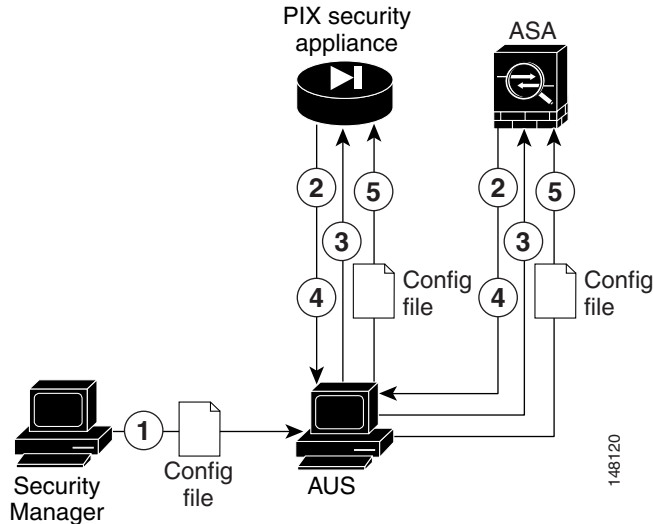 PIX security
appliance
ASA
2
5
2
5
3
3
4
Config
file
4
Config
file
1
Config
file
Security
Manager
AUS
148120